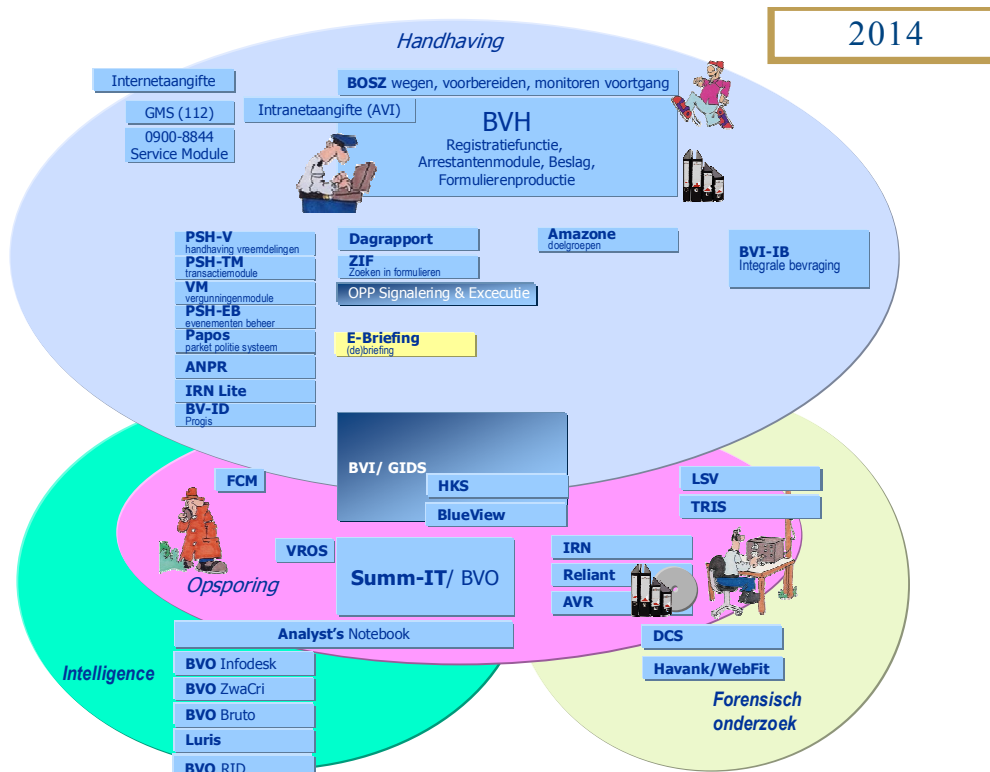 2014
Handhaving
Internetaangifte
BOSZ wegen, voorbereiden, monitoren voortgang
GMS (112)
Intranetaangifte (AVI)
BVH
Registratiefunctie,
Arrestantenmodule, Beslag,
Formulierenproductie
0900-8844
Service Module
PSH-V
handhaving vreemdelingen
PSH-TM
transactiemodule
VM
vergunningenmodule
PSH-EB
evenementen beheer
Papos
parket politie systeem
ANPR
IRN Lite
BV-ID
Progis
Dagrapport
ZIF
Zoeken in formulieren
OPP Signalering & Excecutie
E-Briefing
(de)briefing
Amazone
doelgroepen
BVI-IB
Integrale bevraging
BVI/ GIDS
HKS
BlueView
FCM
LSV
TRIS
VROS
Summ-IT/ BVO
IRN
Reliant
AVR
Opsporing
Analyst's Notebook
DCS
Havank/WebFit
Intelligence
BVO Infodesk
BVO ZwaCri
BVO Bruto
Luris
BVO RID
Forensisch
onderzoek